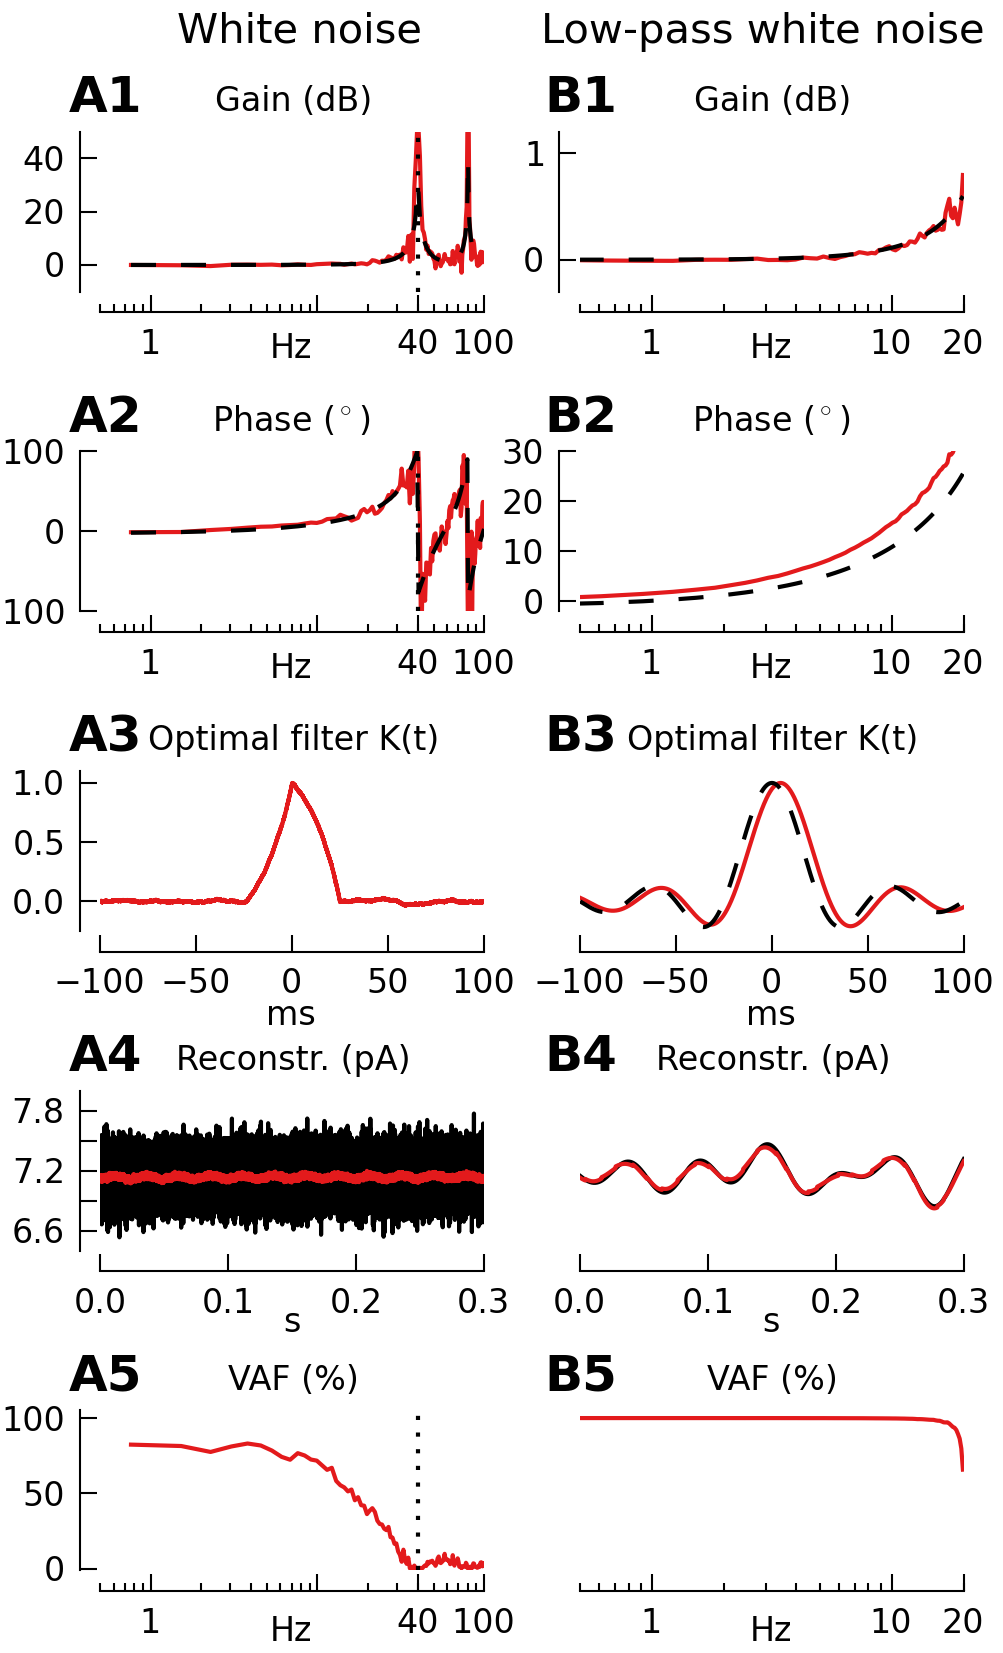 White noise Low-pass white noise
A1 Gain (dB) B1 Gain (dB)
40 1
20
0 0
1 Hz 40 100 1 Hz 10 20
A2 Phase (°) B2 Phase (°)
100 30
20
0 10
100 0
1 Hz 40 100 1 Hz 10 20
A3 Optimal filter K(t) B3 Optimal filter K(t)
1.0
0.5
0.0
−100 −50 0 50 100 −100 −50 0 50 100
ms ms
A4 Reconstr. (pA) B4 Reconstr. (pA)
7.8
7.2
6.6
0.0 0.1 0.2 0.3 0.0 0.1 0.2 0.3
s s
A5 VAF (%) B5 VAF (%)
100
50
0
1 Hz 40 100 1 Hz 10 20